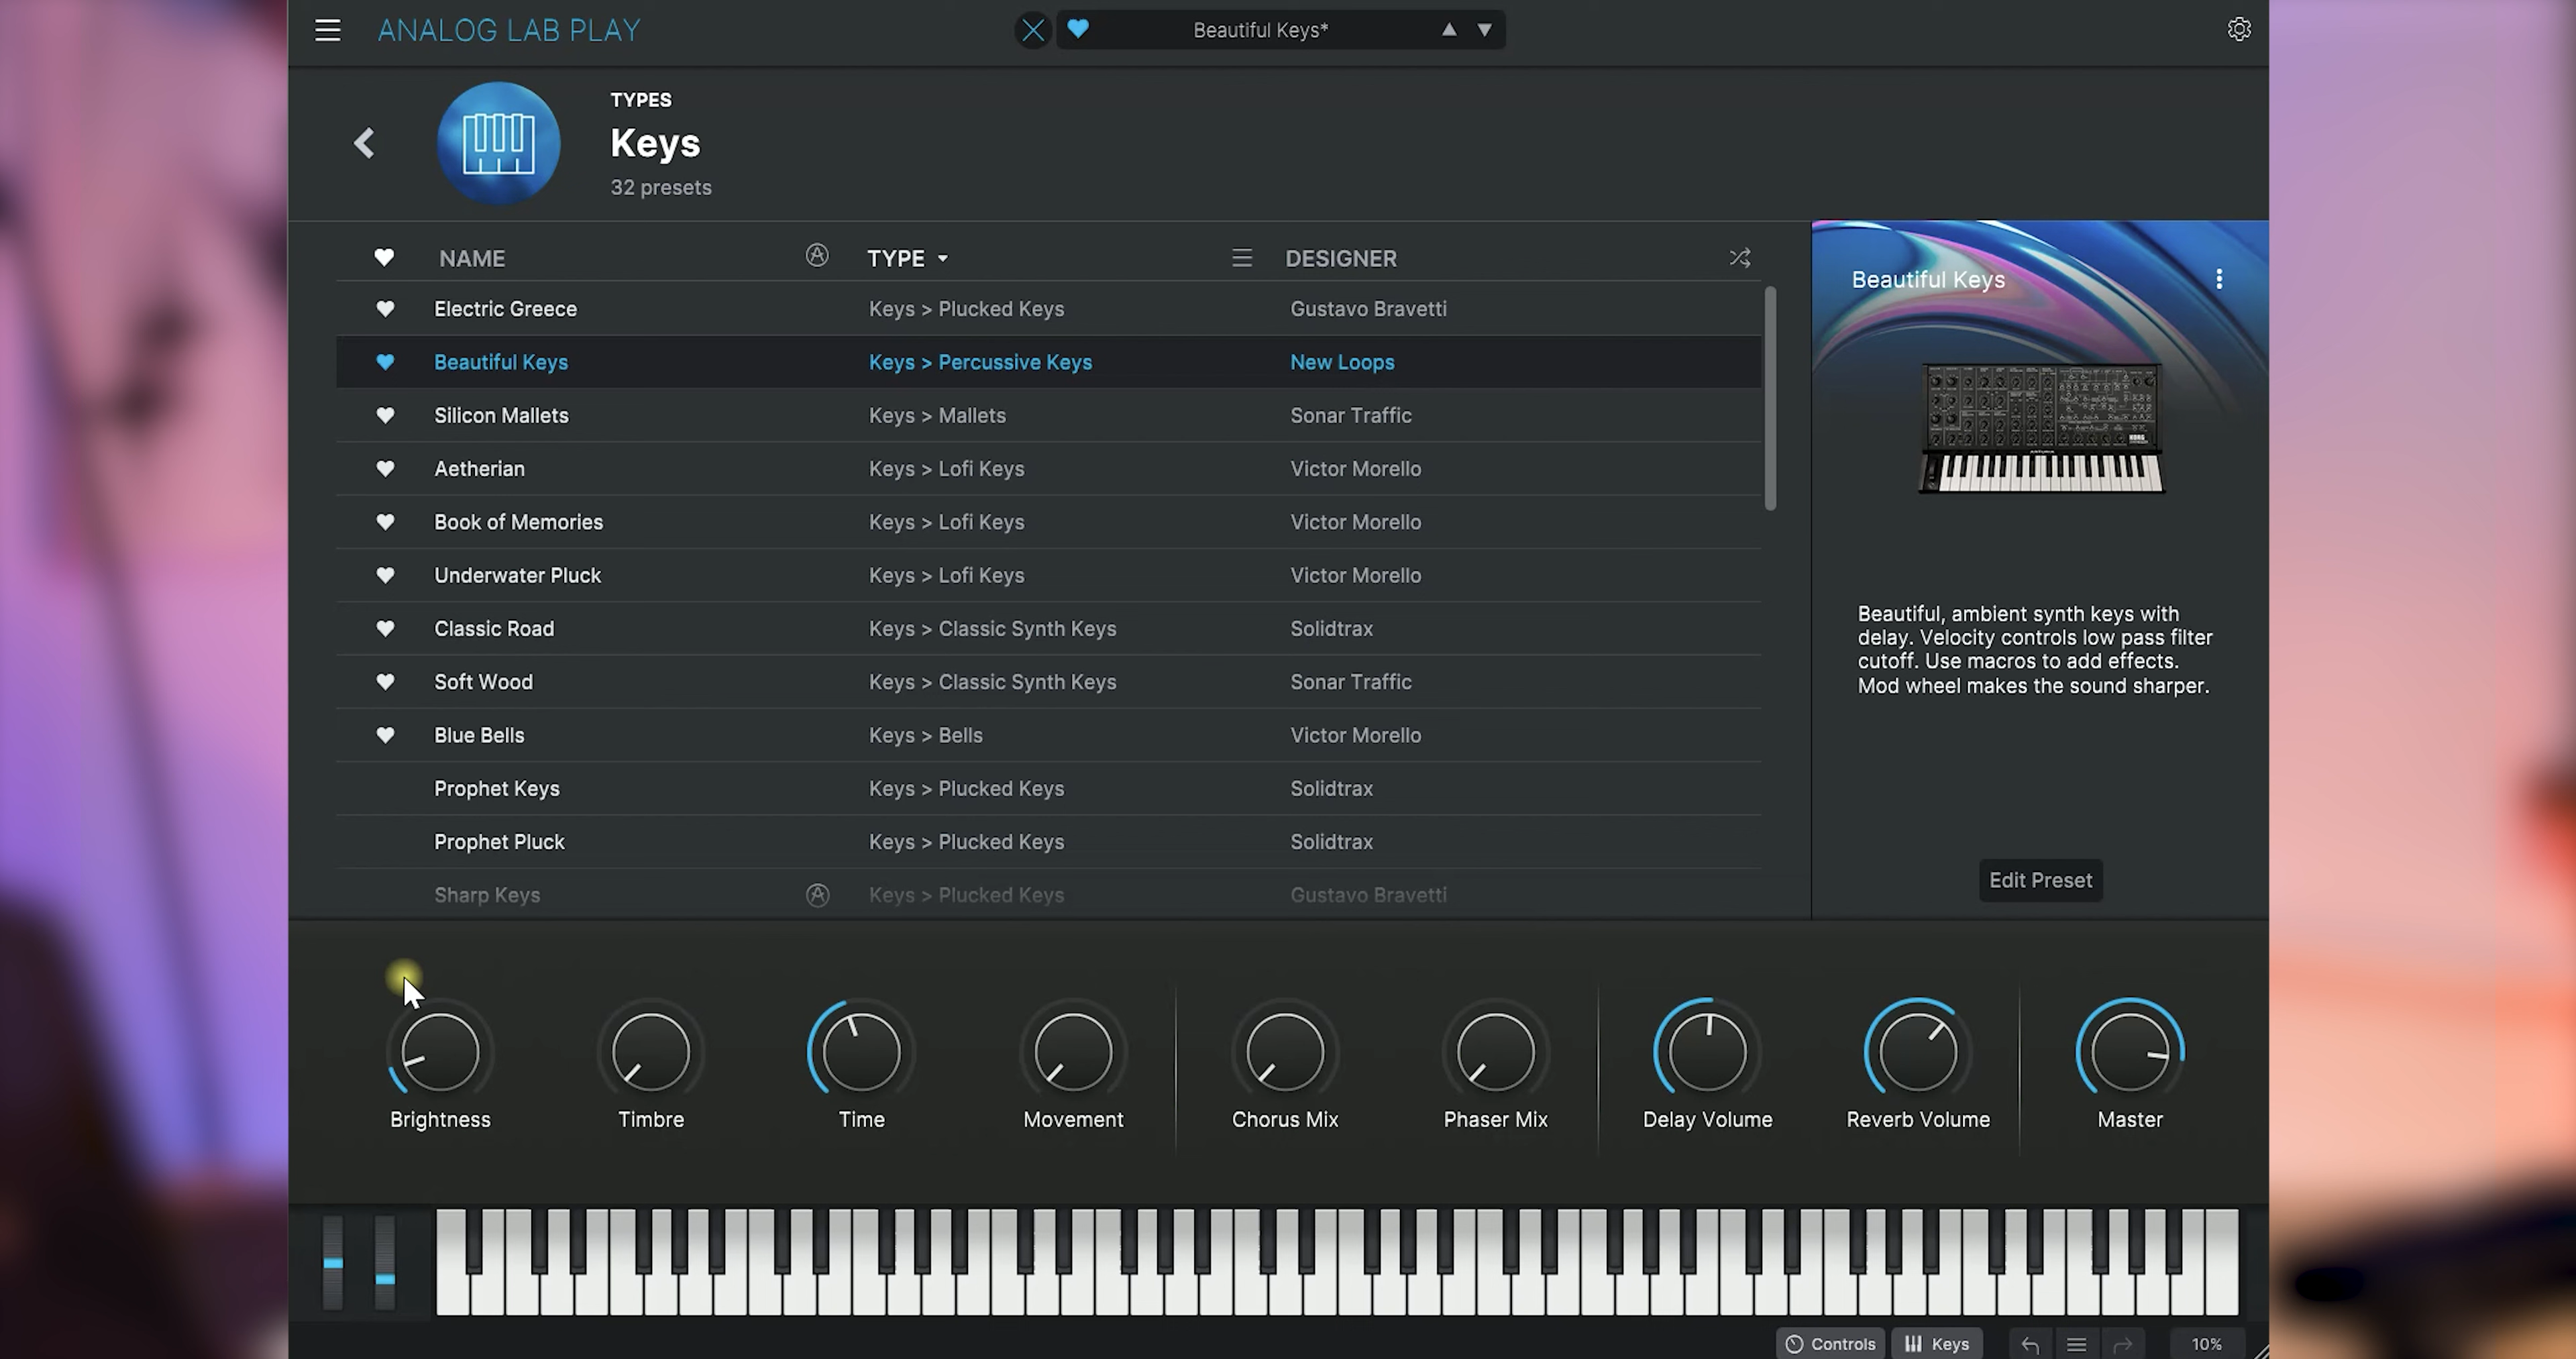 ANALOG LAB PLAY
Beautiful Keys*
TYPES
Keys
32 presets
NAME TYPE DESIGNER
Electric Greece Keys > Plucked Keys Gustavo Bravetti
Beautiful Keys Keys > Percussive Keys New Loops
Silicon Mallets Keys > Mallets Sonar Traffic
Aetherian Keys > Lofi Keys Victor Morello
Book of Memories Keys > Lofi Keys Victor Morello
Underwater Pluck Keys > Lofi Keys Victor Morello
Classic Road Keys > Classic Synth Keys Solidtrax
Soft Wood Keys > Classic Synth Keys Sonar Traffic
Blue Bells Keys > Bells Victor Morello
Prophet Keys Keys > Plucked Keys Solidtrax
Prophet Pluck Keys > Plucked Keys Solidtrax
Sharp Keys Keys > Plucked Keys Gustavo Bravetti
Beautiful Keys
KORG
ARTURIA
Beautiful, ambient synth keys with
delay. Velocity controls low pass filter
cutoff. Use macros to add effects.
Mod wheel makes the sound sharper.
Edit Preset
Brightness Timbre Time Movement Chorus Mix Phaser Mix Delay Volume Reverb Volume Master
Controls Keys 10%